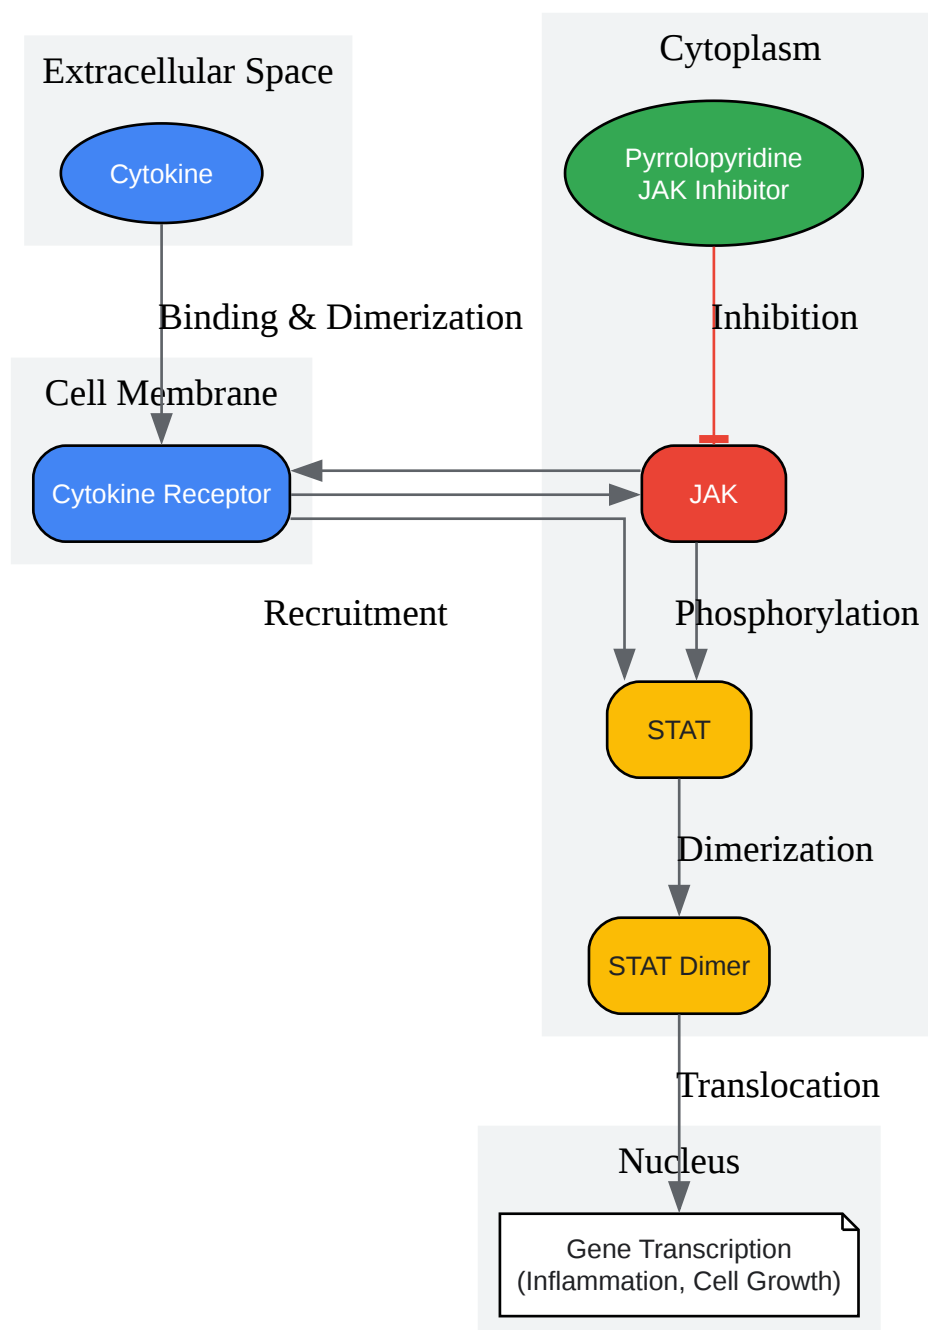 Cytoplasm
Extracellular Space
Cytokine
Pyrrolopyridine
JAK Inhibitor
Binding & Dimerization
Inhibition
Cell Membrane
Cytokine Receptor
JAK
Recruitment
Phosphorylation
STAT
Dimerization
STAT Dimer
Translocation
Nucleus
Gene Transcription
(Inflammation, Cell Growth)